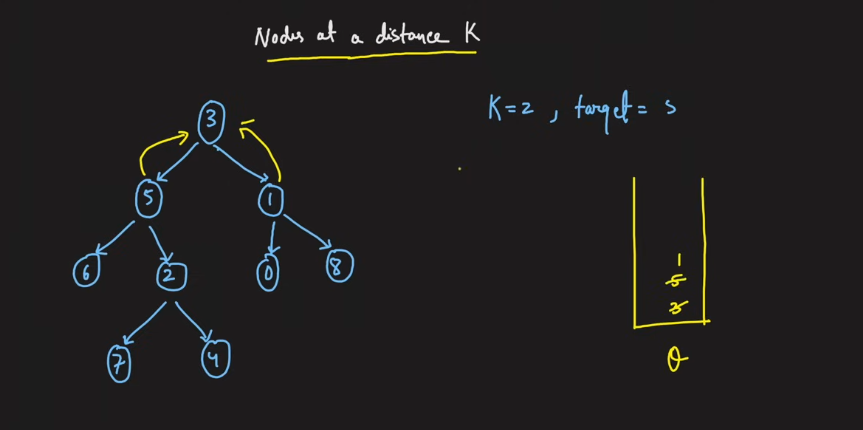 Nodes at a distance K
K=2, target = 5
3
5 1
6 2 0 8
7 4
1
5
3
Q